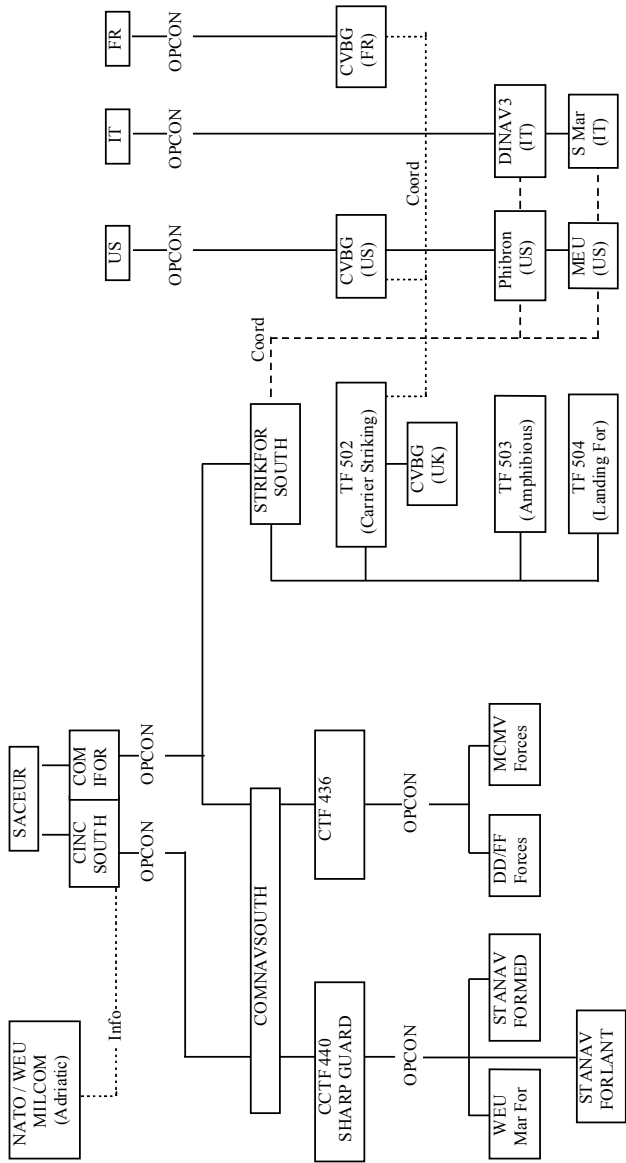 NATO / WEU
MILCOM
(Adriatic)
Info
SACEUR
CINC
SOUTH
COM
IFOR
OPCON
OPCON
COMNAVSOUTH
CCTF 440
SHARP GUARD
OPCON
WEU
Mar For
STANAV
FORMED
STANAV
FORLANT
CTF 436
OPCON
DD/FF
Forces
MCMV
Forces
STRIKFOR
SOUTH
Coord
TF 502
(Carrier Striking)
CVBG
(UK)
TF 503
(Amphibious)
TF 504
(Landing For)
US
OPCON
CVBG
(US)
Phibron
(US)
MEU
(US)
Coord
IT
OPCON
DINAV3
(IT)
S Mar
(IT)
FR
OPCON
CVBG
(FR)